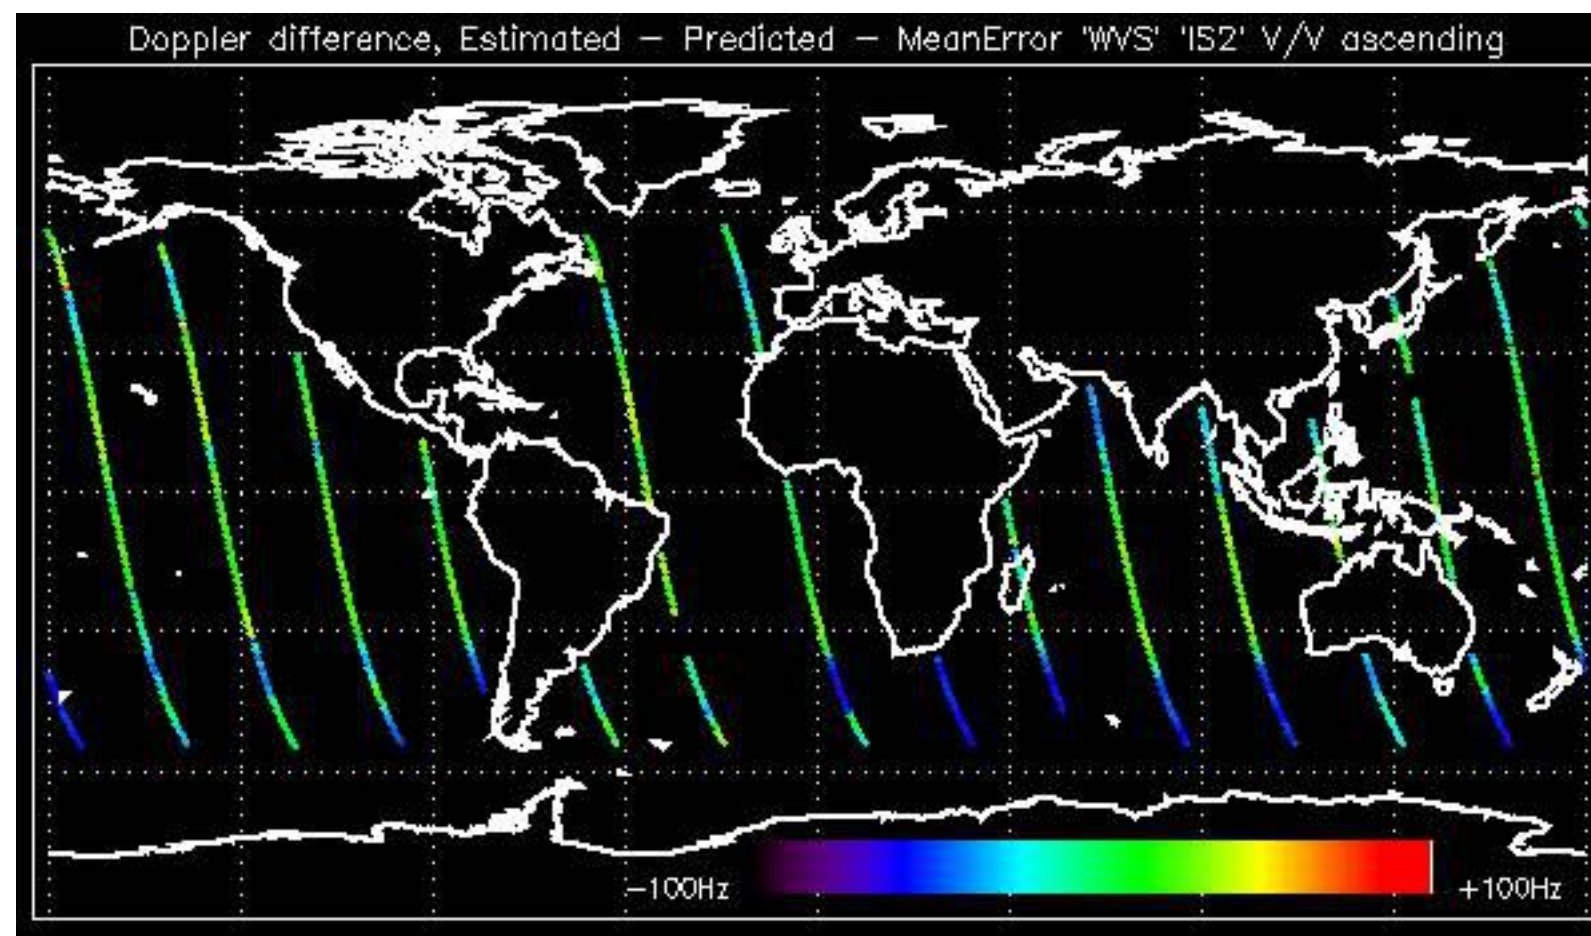 Doppler difference, Estimated – Predicted – MeanError 'WVS' 'IS2' V/V ascending
–100Hz +100Hz